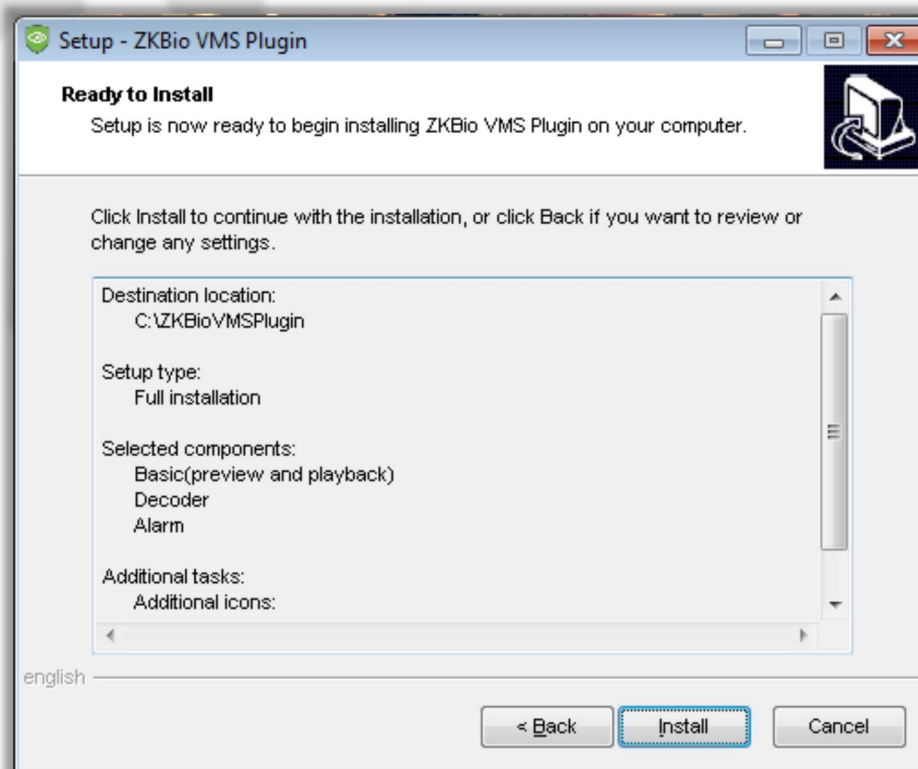 Setup - ZKBio VMS Plugin
Ready to Install
Setup is now ready to begin installing ZKBio VMS Plugin on your computer.
Click Install to continue with the installation, or click Back if you want to review or
change any settings.
Destination location:
C:\ZKBioVMSPlugin
Setup type:
Full installation
Selected components:
Basic(preview and playback)
Decoder
Alarm
Additional tasks:
Additional icons:
english
< Back
Install
Cancel